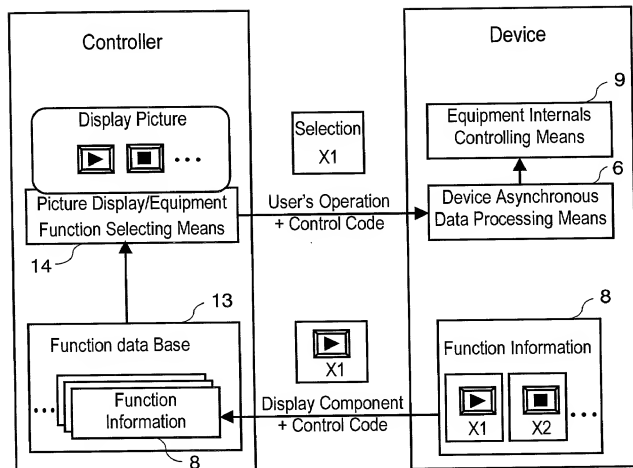 Controller
Display Picture
...
Picture Display/Equipment
Function Selecting Means
14
13
Function data Base
...
Function
Information
8
Selection
X1
User's Operation
+ Control Code
X1
Display Component
+ Control Code
Device
9
Equipment Internals
Controlling Means
6
Device Asynchronous
Data Processing Means
8
Function Information
X1
X2
...